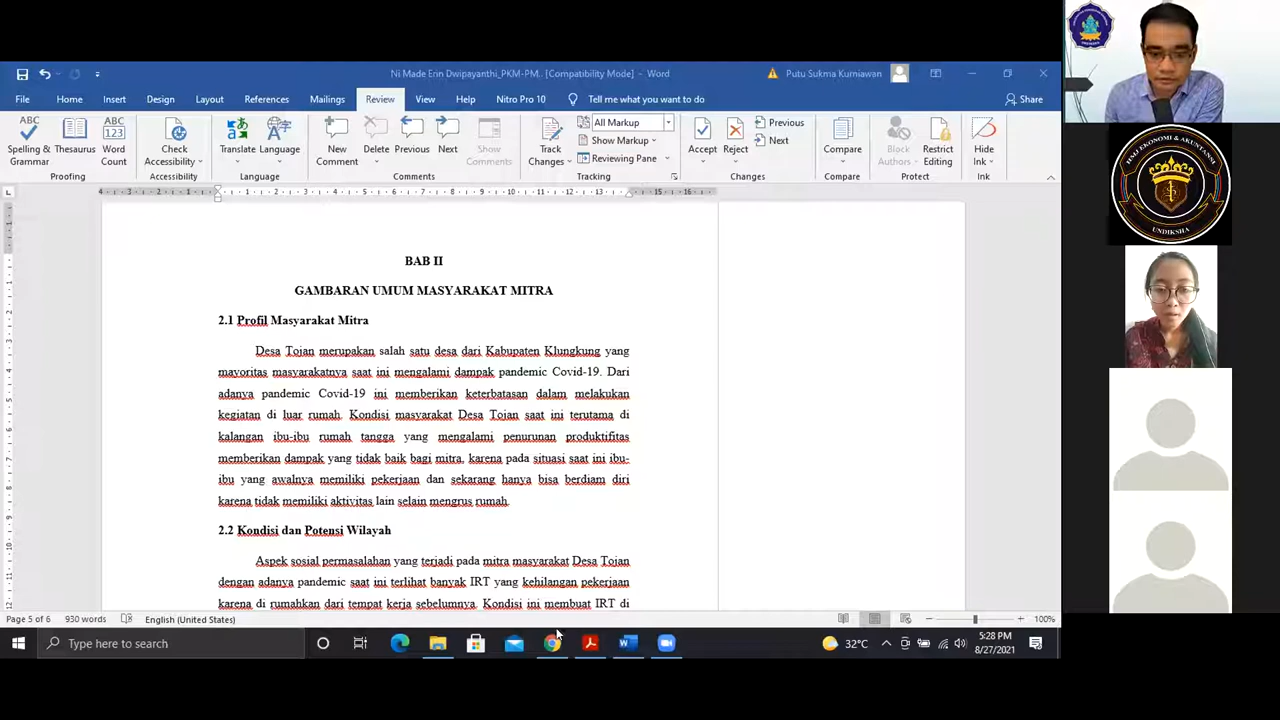 Ni Made Erin Dwipayanthi_PKM-PM.. [Compatibility Mode] - Word
Putu Sukma Kurniawan
File Home Insert Design Layout References Mailings Review View Help Nitro Pro 10 Tell me what you want to do Share
ABC
Spelling & Grammar
Thesaurus
ABC 123
Word Count
Proofing
Check Accessibility
Accessibility
Translate
Language
Language
New Comment
Delete
Previous
Next
Show Comments
Comments
Track Changes
All Markup
Show Markup
Reviewing Pane
Tracking
Accept
Reject
Previous
Next
Changes
Compare
Compare
Block Authors
Restrict Editing
Protect
Hide Ink
Ink
BAB II
GAMBARAN UMUM MASYARAKAT MITRA
2.1 Profil Masyarakat Mitra
Desa Tojan merupakan salah satu desa dari Kabupaten Klungkung yang
mayoritas masyarakatnya saat ini mengalami dampak pandemic Covid-19. Dari
adanya pandemic Covid-19 ini memberikan keterbatasan dalam melakukan
kegiatan di luar rumah. Kondisi masyarakat Desa Tojan saat ini terutama di
kalangan ibu-ibu rumah tangga yang mengalami penurunan produktifitas
memberikan dampak yang tidak baik bagi mitra, karena pada situasi saat ini ibu-
ibu yang awalnya memiliki pekerjaan dan sekarang hanya bisa berdiam diri
karena tidak memiliki aktivitas lain selain mengrus rumah.
2.2 Kondisi dan Potensi Wilayah
Aspek sosial permasalahan yang terjadi pada mitra masyarakat Desa Tojan
dengan adanya pandemic saat ini terlihat banyak IRT yang kehilangan pekerjaan
karena di rumahkan dari tempat kerja sebelumnya. Kondisi ini membuat IRT di
Page 5 of 6 930 words English (United States) 100%
Type here to search
32°C
5:28 PM
8/27/2021
HMJ EKONOMI & AKUNTANSI
UNDIKSHA